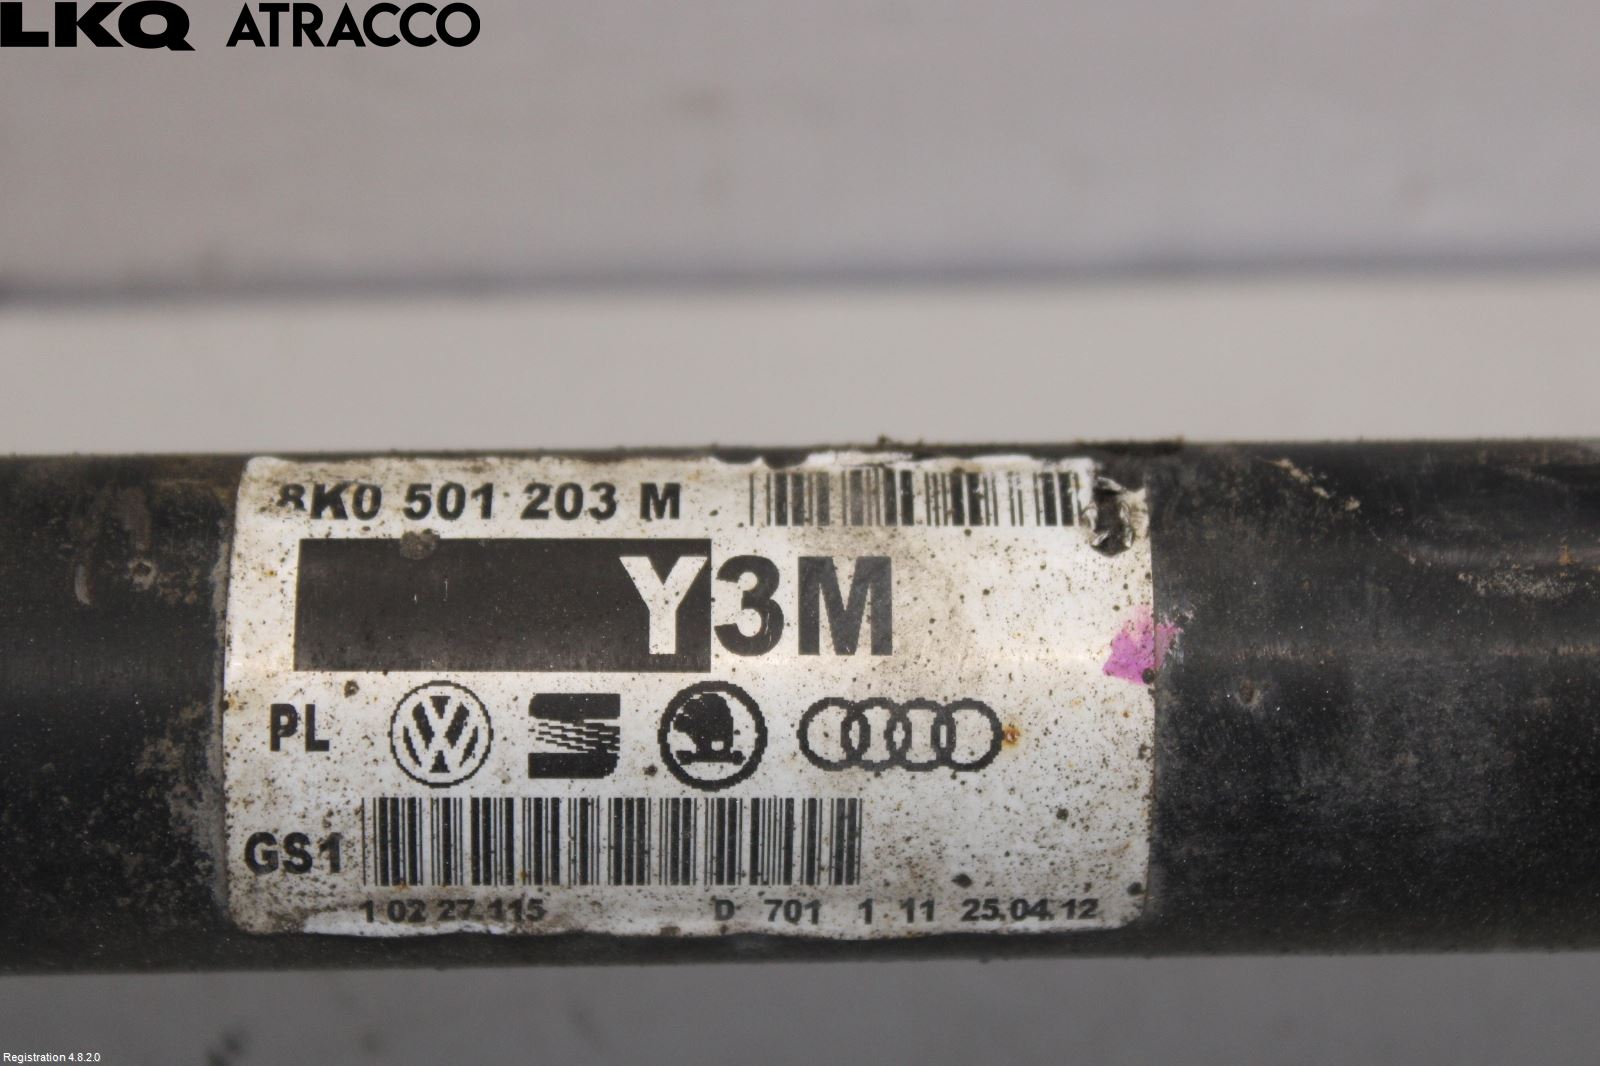 LKQ ATRACCO
8K0 501 203 M
Y3M
PL
GS1
1 02 27 115 D 701 1 11 25.04.12
Registration 4.8.2.0